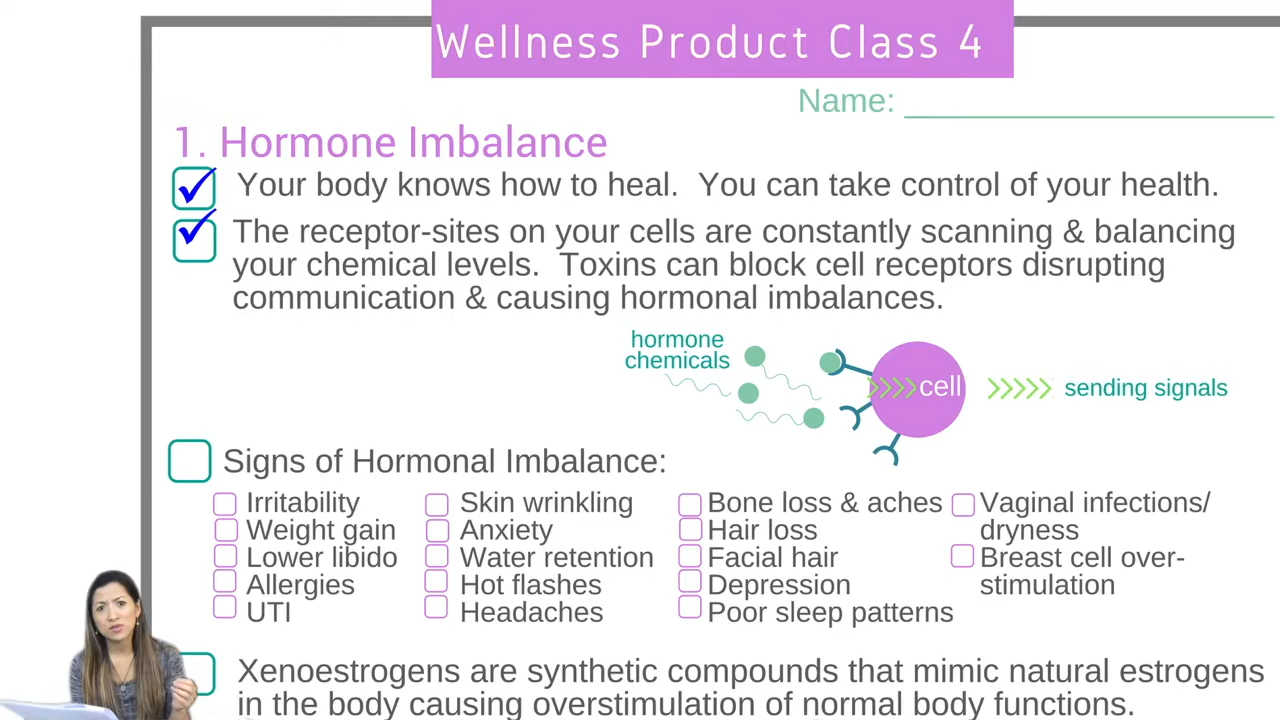 Wellness Product Class 4
Name:
1. Hormone Imbalance
Your body knows how to heal.  You can take control of your health.
The receptor-sites on your cells are constantly scanning & balancing
your chemical levels.  Toxins can block cell receptors disrupting
communication & causing hormonal imbalances.
hormone
chemicals
cell
sending signals
Signs of Hormonal Imbalance:
Irritability
Weight gain
Lower libido
Allergies
UTI
Skin wrinkling
Anxiety
Water retention
Hot flashes
Headaches
Bone loss & aches
Hair loss
Facial hair
Depression
Poor sleep patterns
Vaginal infections/
dryness
Breast cell over-
stimulation
Xenoestrogens are synthetic compounds that mimic natural estrogens
in the body causing overstimulation of normal body functions.